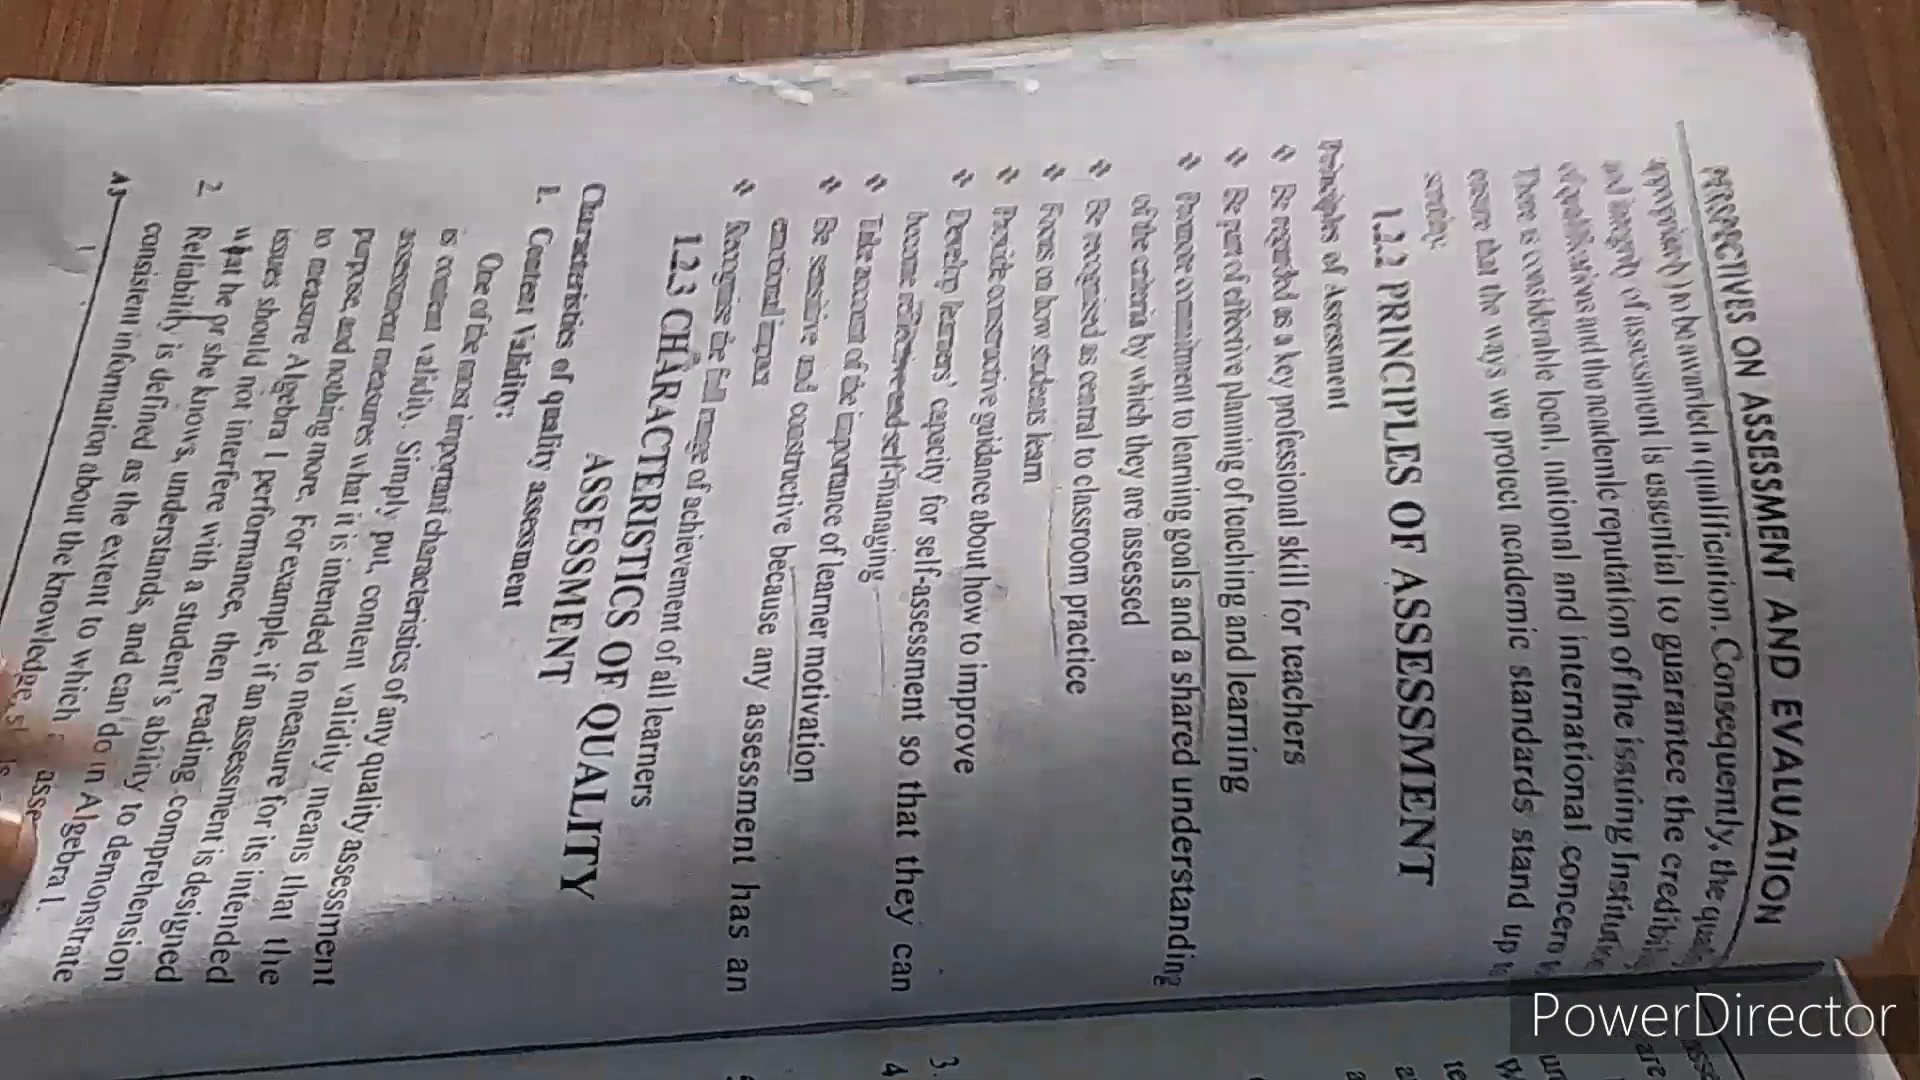 PERSPECTIVES ON ASSESSMENT AND EVALUATION
appropriately) to be awarded a qualification. Consequently, the
and integrity of assessment is essential to guarantee the
of qualifications and the academic reputation of the issuing
There is considerable local, national and international concern
ensure that the ways we protect academic standards stand up
scrutiny.
1.2.2 PRINCIPLES OF ASSESSMENT
Principles of Assessment
Be regarded as a key professional skill for teachers
Be part of effective planning of teaching and learning
Promote commitment to learning goals and a shared understanding
of the criteria by which they are assessed
Be recognised as central to classroom practice
Focus on how students learn
Provide constructive guidance about how to improve
Develop learners' capacity for self-assessment so that they can
become reflective and self-managing
Take account of the importance of learner motivation
Be sensitive and constructive because any assessment has an
emotional impact
Recognise the full range of achievement of all learners
1.2.3 CHARACTERISTICS OF QUALITY
ASSESSMENT
Characteristics of quality assessment
1. Content Validity:
One of the most important characteristics of any quality assessment
is content validity. Simply put, content validity means that the
assessment measures what it is intended to measure for its intended
purpose, and nothing more. For example, if an assessment is designed
to measure Algebra I performance, then reading comprehension
issues should not interfere with a student's ability to demonstrate
what he or she knows, understands, and can do in Algebra I.
2. Reliability is defined as the extent to which
consistent information about the knowledge,
3.
4
PowerDirector